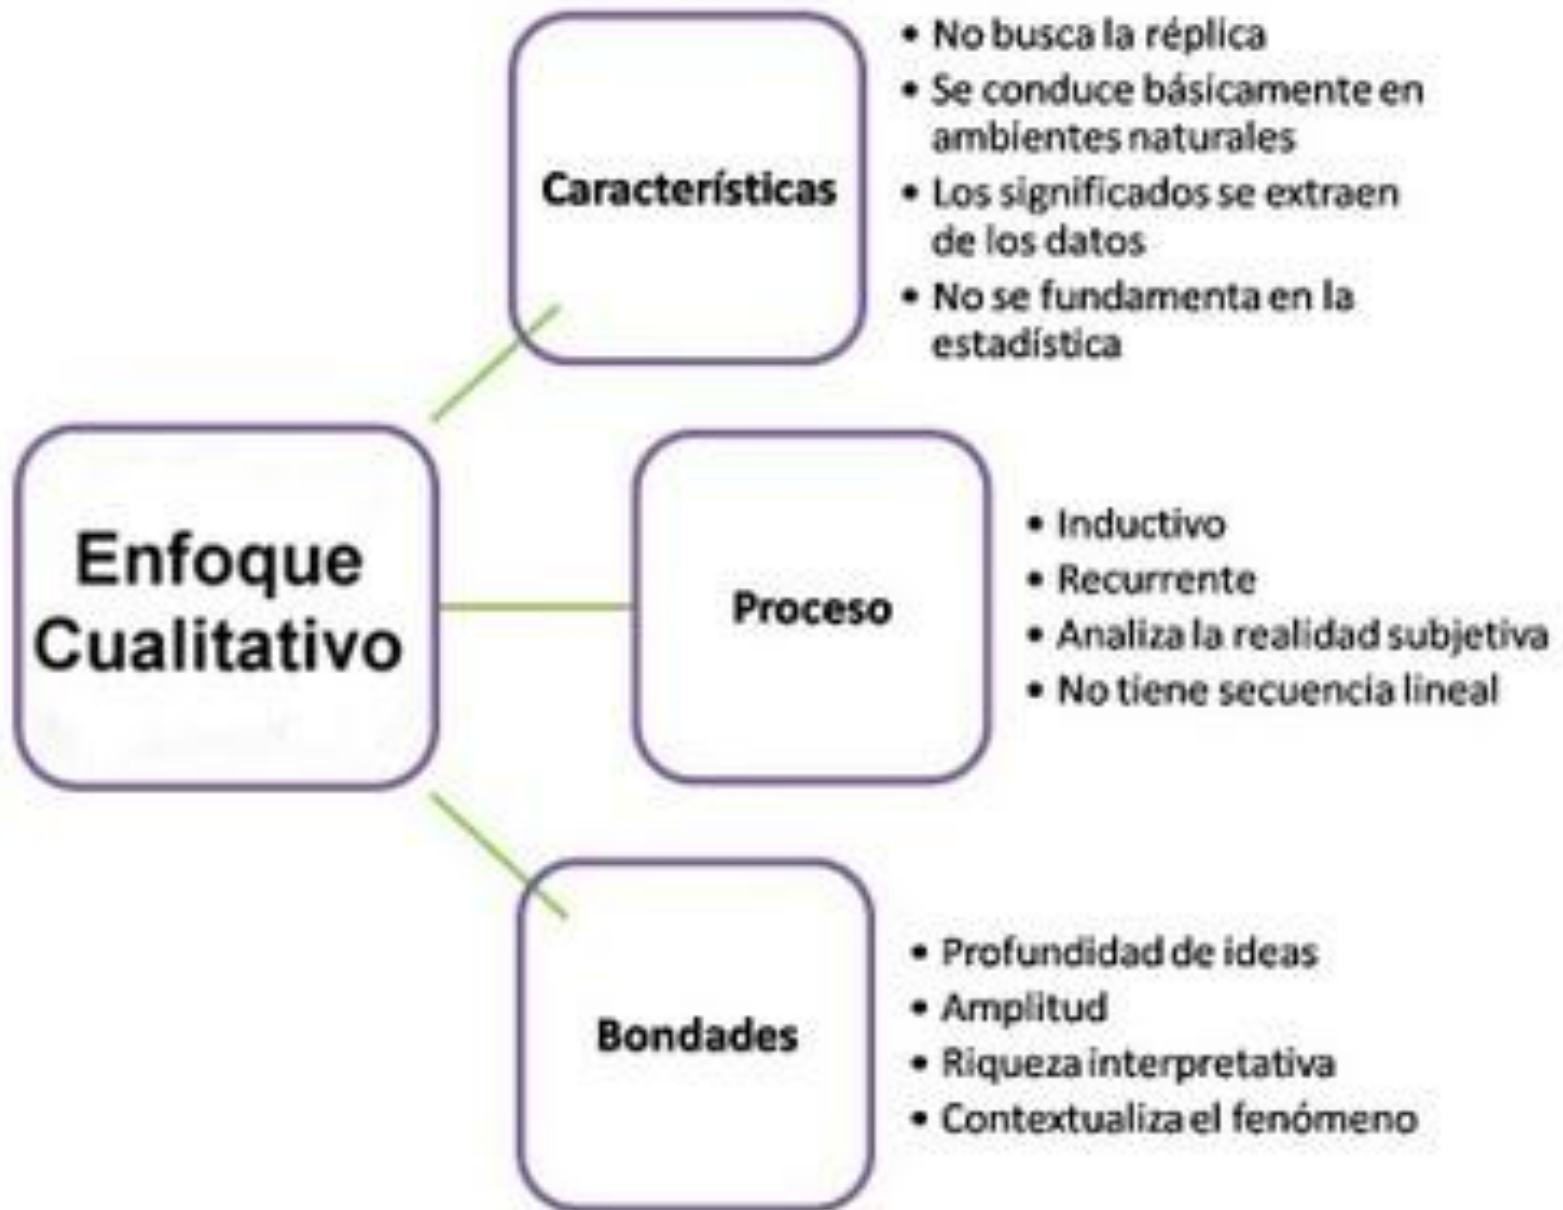 Características
• No busca la réplica
• Se conduce básicamente en
ambientes naturales
• Los significados se extraen
de los datos
• No se fundamenta en la
estadística
Enfoque
Cualitativo
Proceso
• Inductivo
• Recurrente
• Analiza la realidad subjetiva
• No tiene secuencia lineal
Bondades
• Profundidad de ideas
• Amplitud
• Riqueza interpretativa
• Contextualiza el fenómeno